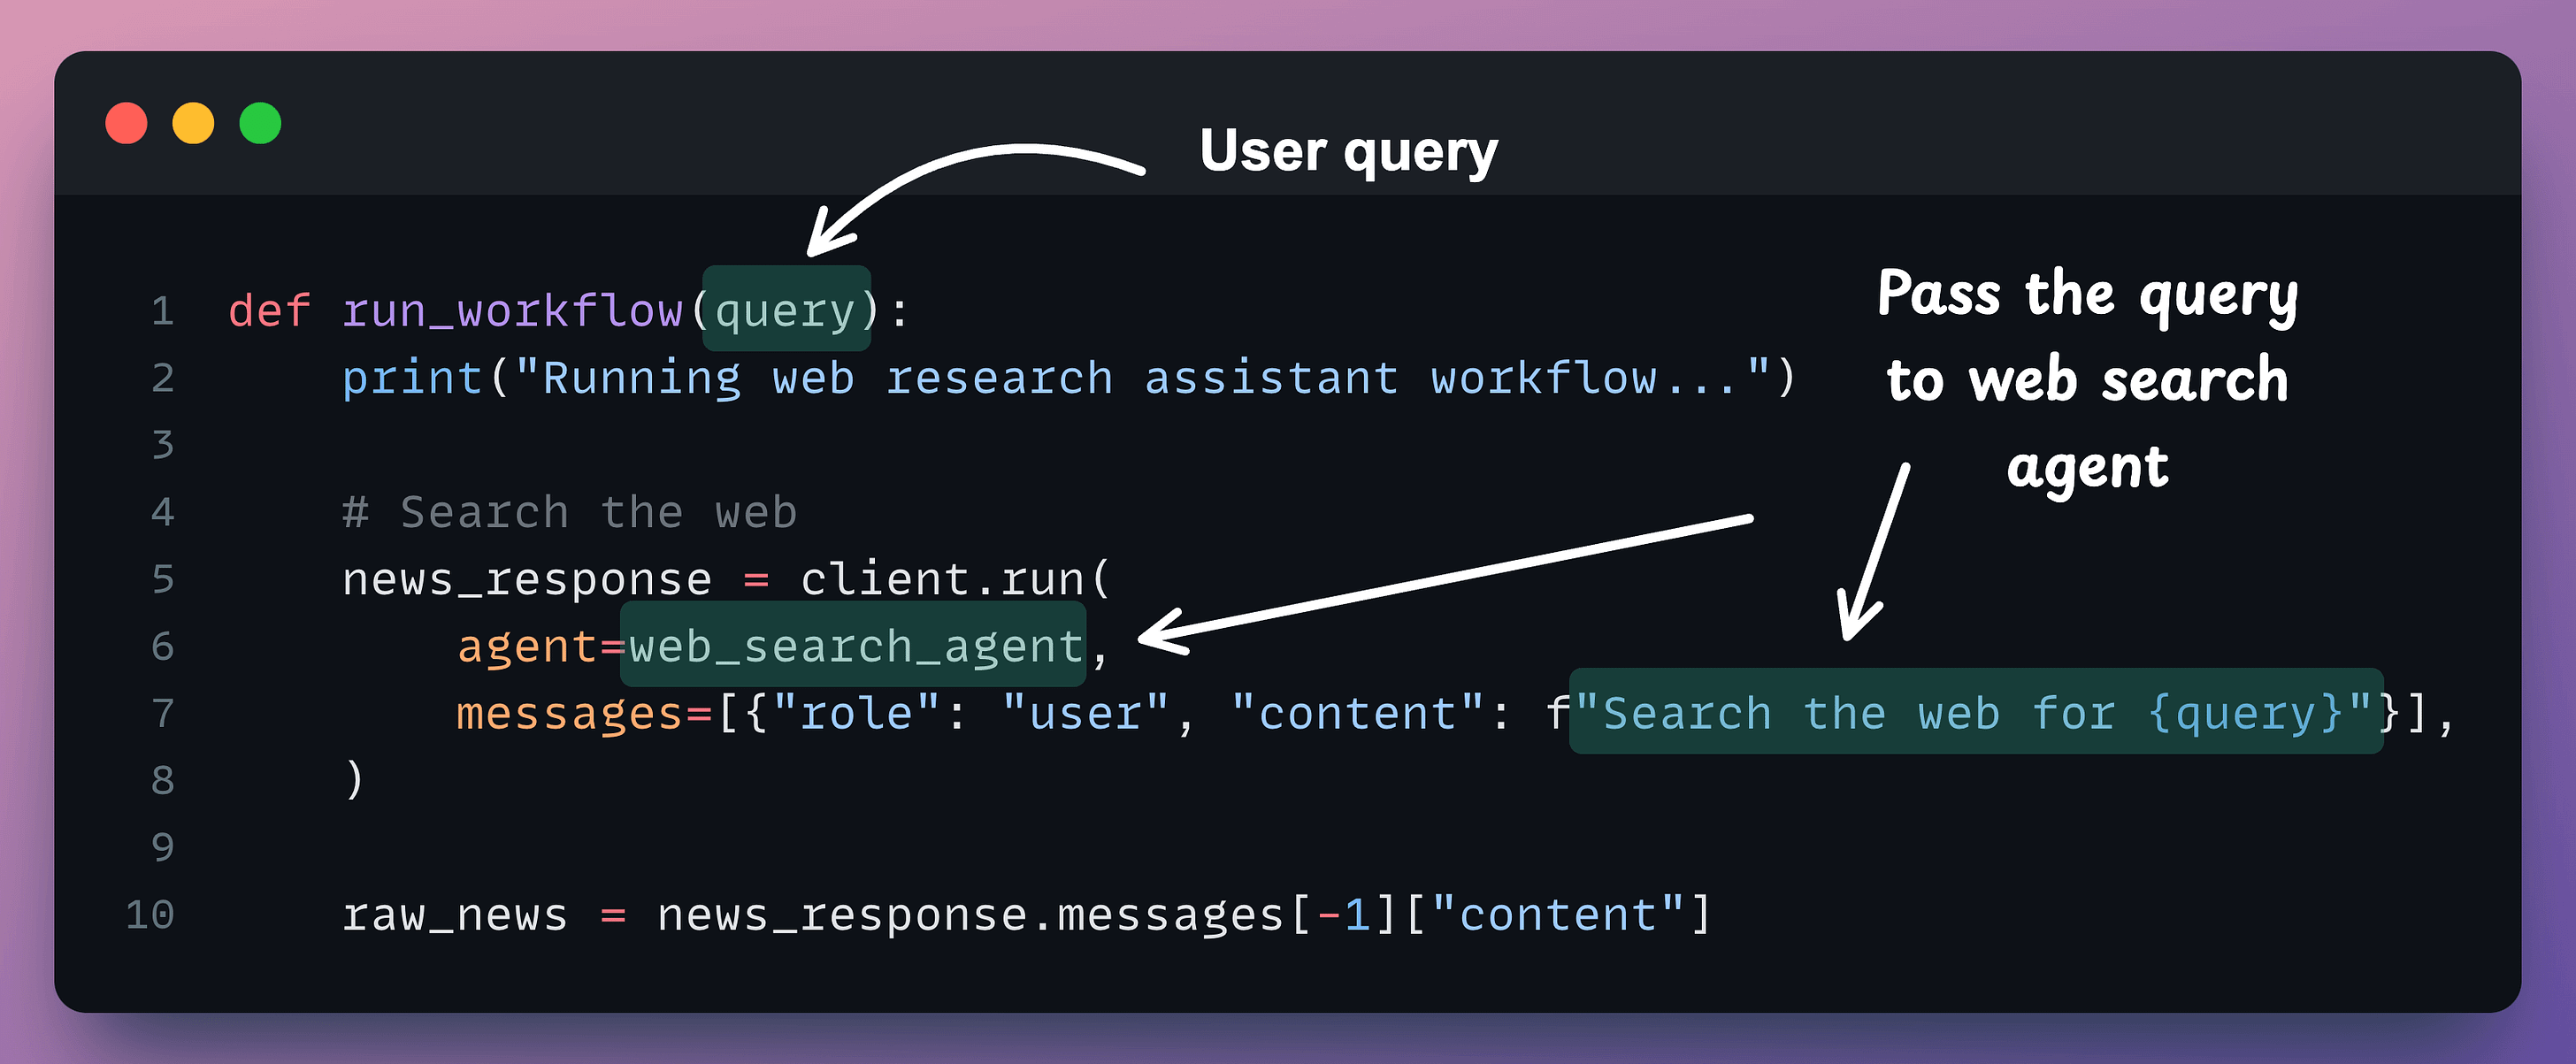 User query
Pass the query
to web search
agent
1 def run_workflow(query):
2     print("Running web research assistant workflow...")
3
4     # Search the web
5     news_response = client.run(
6         agent=web_search_agent,
7         messages=[{"role": "user", "content": f"Search the web for {query}"}],
8     )
9
10     raw_news = news_response.messages[-1]["content"]